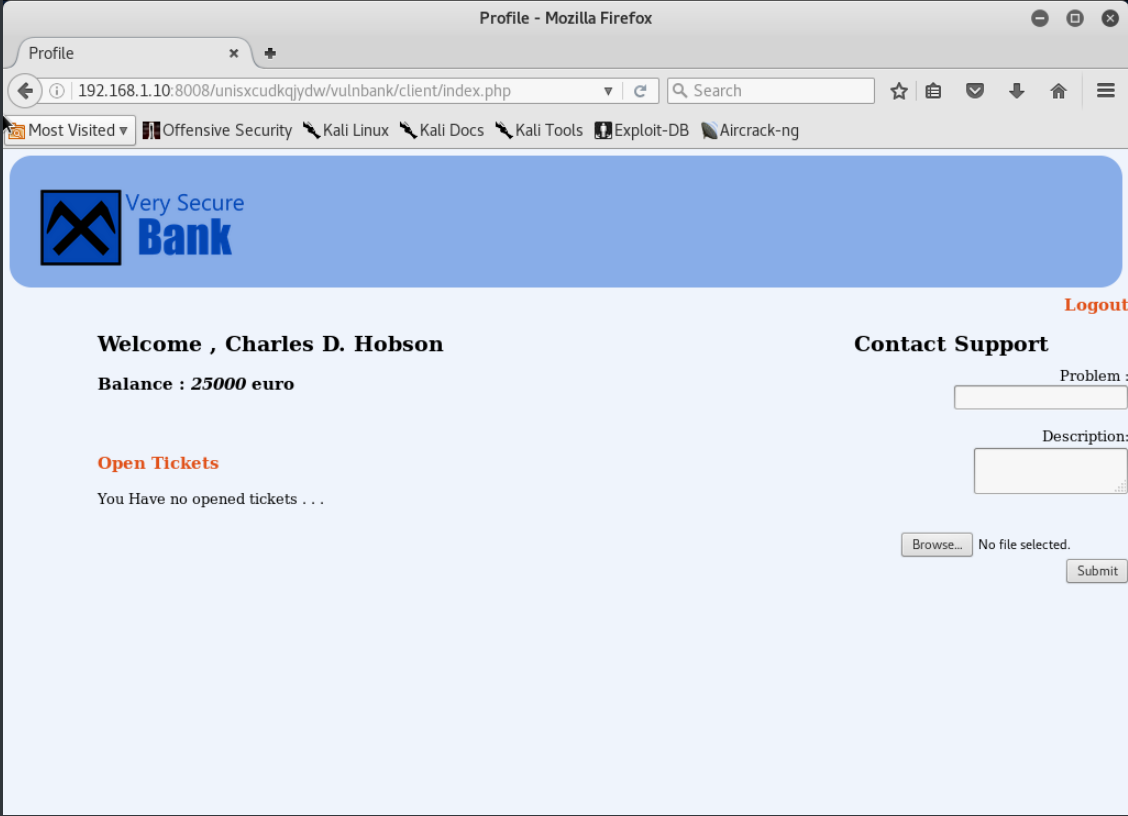 Profile - Mozilla Firefox
Profile
192.168.1.10:8008/unisxcudkqjydw/vulnbank/client/index.php
Search
Most Visited
Offensive Security
Kali Linux
Kali Docs
Kali Tools
Exploit-DB
Aircrack-ng
Very Secure
Bank
Logout
Welcome , Charles D. Hobson
Balance : 25000 euro
Open Tickets
You Have no opened tickets . . .
Contact Support
Problem :
Description:
Browse... No file selected.
Submit